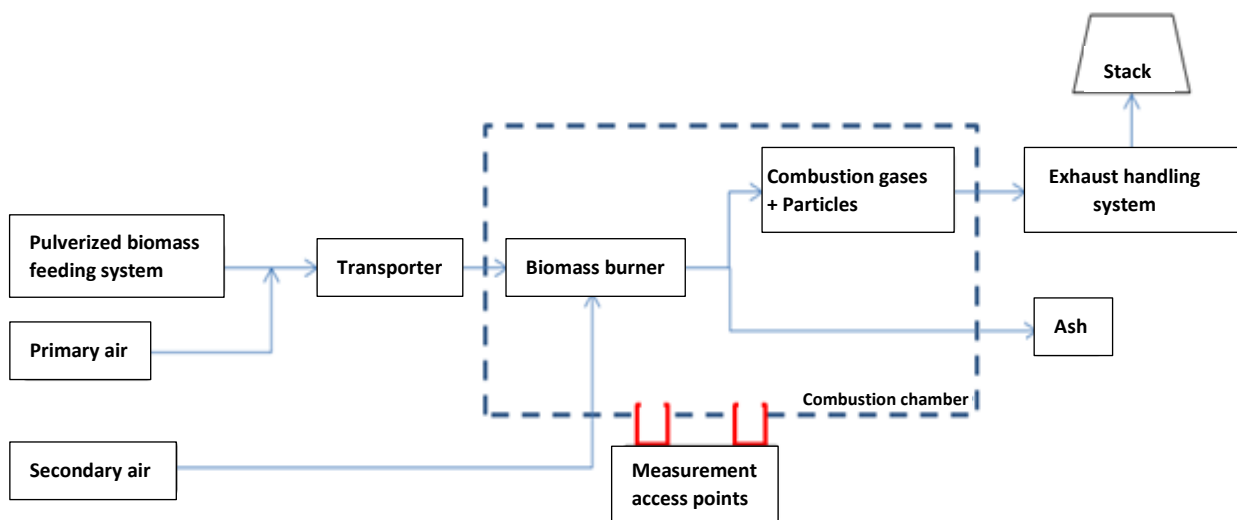 Stack
Combustion gases
+ Particles
Exhaust handling
system
Pulverized biomass
feeding system
Transporter
Biomass burner
Primary air
Ash
Combustion chamber
Secondary air
Measurement
access points